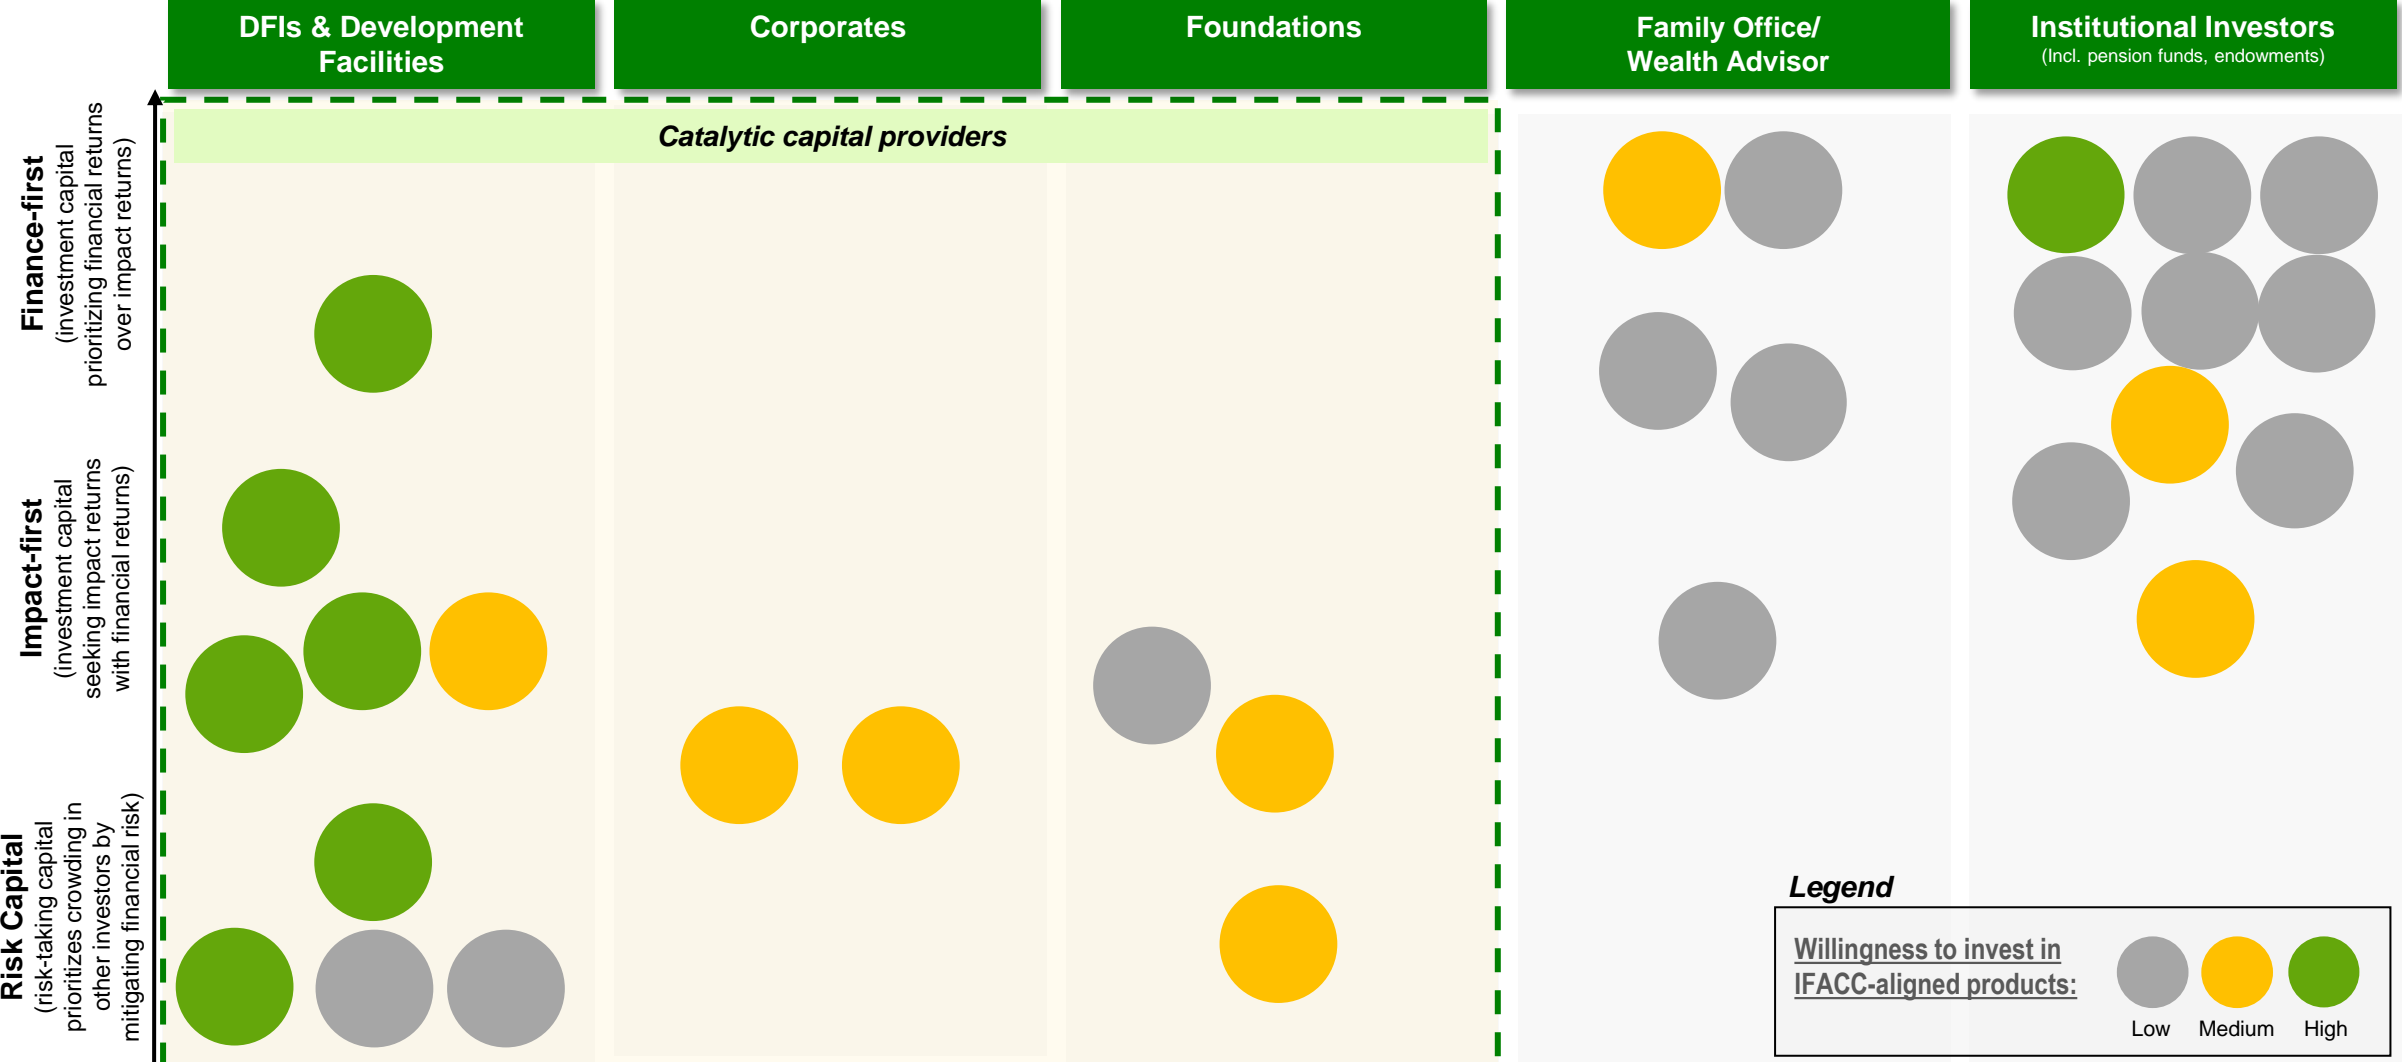 DFIs & Development
Facilities
Corporates
Foundations
Family Office/
Wealth Advisor
Institutional Investors
(Incl. pension funds, endowments)
Catalytic capital providers
Finance-first
(investment capital
prioritizing financial returns
over impact returns)
Impact-first
(investment capital
seeking impact returns
with financial returns)
Risk Capital
(risk-taking capital
prioritizes crowding in
other investors by
mitigating financial risk)
Legend
Willingness to invest in
IFACC-aligned products:
Low
Medium
High